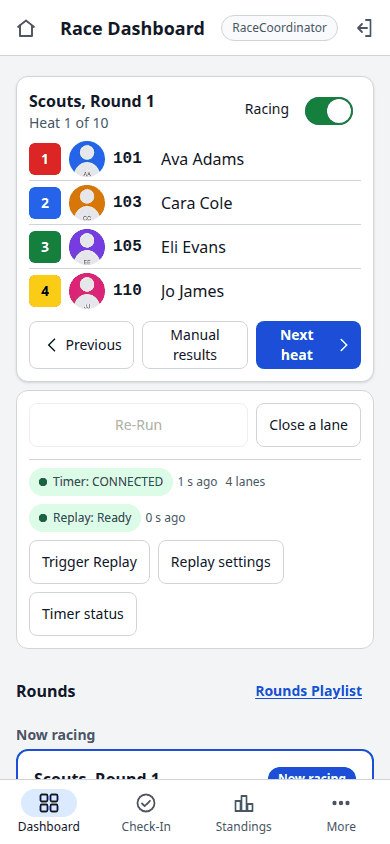 Race Dashboard RaceCoordinator
Scouts, Round 1
Heat 1 of 10
Racing
1 AA 101 Ava Adams
2 CC 103 Cara Cole
3 EE 105 Eli Evans
4 JJ 110 Jo James
Previous
Manual results
Next heat
Re-Run
Close a lane
Timer: CONNECTED 1 s ago 4 lanes
Replay: Ready 0 s ago
Trigger Replay
Replay settings
Timer status
Rounds
Rounds Playlist
Now racing
Scouts, Round 1
Now racing
Dashboard
Check-In
Standings
More